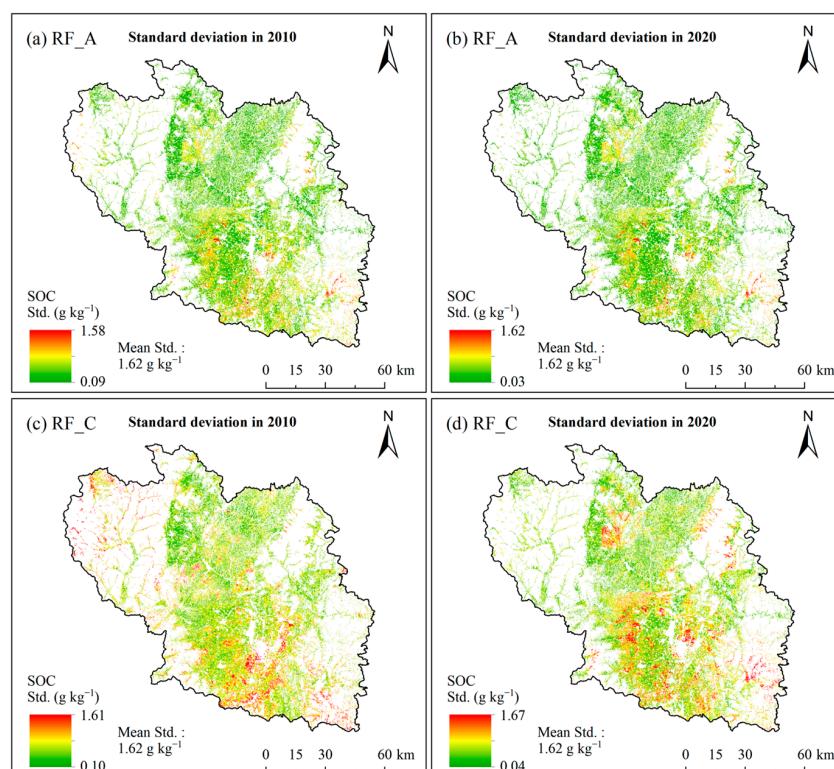 (a) RF_A Standard deviation in 2010
N
SOC
Std. (g kg⁻¹)
1.58
0.09
Mean Std. :
1.62 g kg⁻¹
0 15 30 60 km
(b) RF_A Standard deviation in 2020
N
SOC
Std. (g kg⁻¹)
1.62
0.03
Mean Std. :
1.62 g kg⁻¹
0 15 30 60 km
(c) RF_C Standard deviation in 2010
N
SOC
Std. (g kg⁻¹)
1.61
0.10
Mean Std. :
1.62 g kg⁻¹
0 15 30 60 km
(d) RF_C Standard deviation in 2020
N
SOC
Std. (g kg⁻¹)
1.67
0.04
Mean Std. :
1.62 g kg⁻¹
0 15 30 60 km